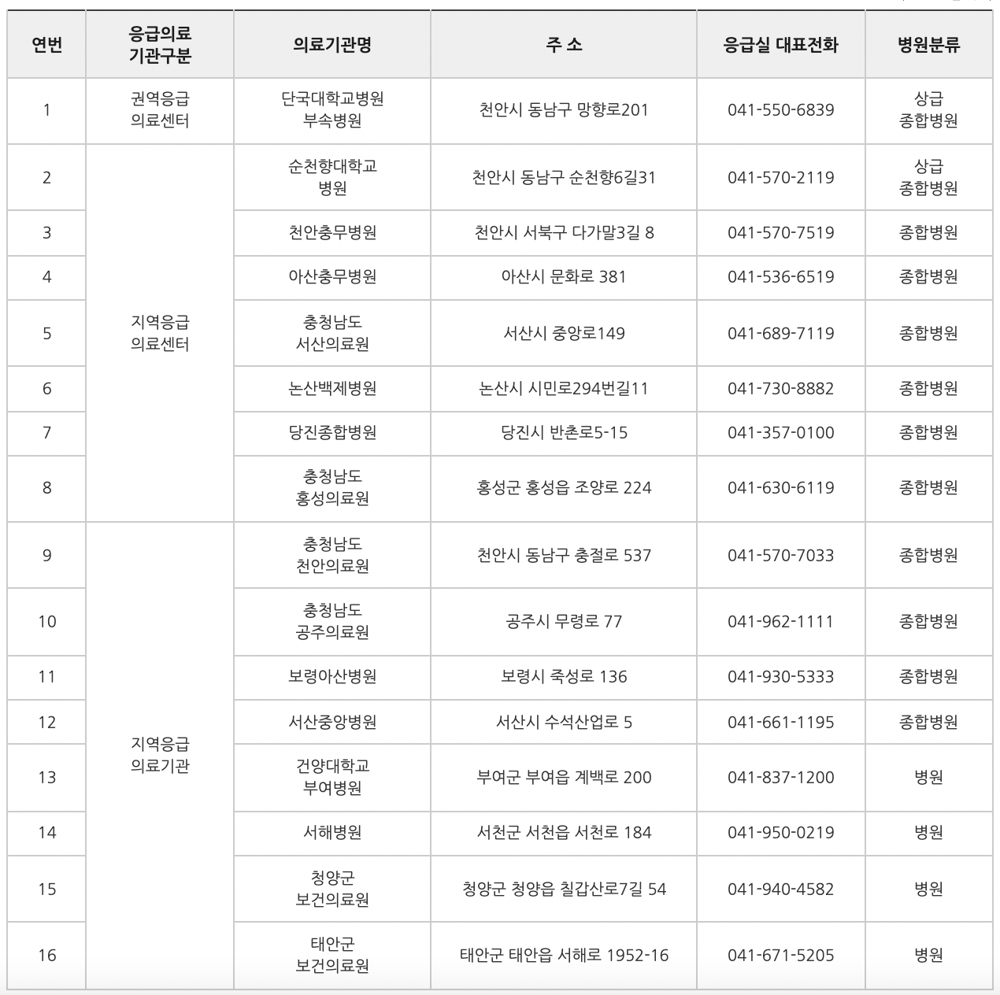 연번
응급의료
기관구분
의료기관명
주 소
응급실 대표전화
병원분류
1
권역응급
의료센터
단국대학교병원
부속병원
천안시 동남구 망향로201
041-550-6839
상급
종합병원
2
지역응급
의료센터
순천향대학교
병원
천안시 동남구 순천향6길31
041-570-2119
상급
종합병원
3
천안충무병원
천안시 서북구 다가말3길 8
041-570-7519
종합병원
4
아산충무병원
아산시 문화로 381
041-536-6519
종합병원
5
충청남도
서산의료원
서산시 중앙로149
041-689-7119
종합병원
6
논산백제병원
논산시 시민로294번길11
041-730-8882
종합병원
7
당진종합병원
당진시 반촌로5-15
041-357-0100
종합병원
8
충청남도
홍성의료원
홍성군 홍성읍 조양로 224
041-630-6119
종합병원
9
지역응급
의료기관
충청남도
천안의료원
천안시 동남구 충절로 537
041-570-7033
종합병원
10
충청남도
공주의료원
공주시 무령로 77
041-962-1111
종합병원
11
보령아산병원
보령시 죽성로 136
041-930-5333
종합병원
12
서산중앙병원
서산시 수석산업로 5
041-661-1195
종합병원
13
건양대학교
부여병원
부여군 부여읍 계백로 200
041-837-1200
병원
14
서해병원
서천군 서천읍 서천로 184
041-950-0219
병원
15
청양군
보건의료원
청양군 청양읍 칠갑산로7길 54
041-940-4582
병원
16
태안군
보건의료원
태안군 태안읍 서해로 1952-16
041-671-5205
병원